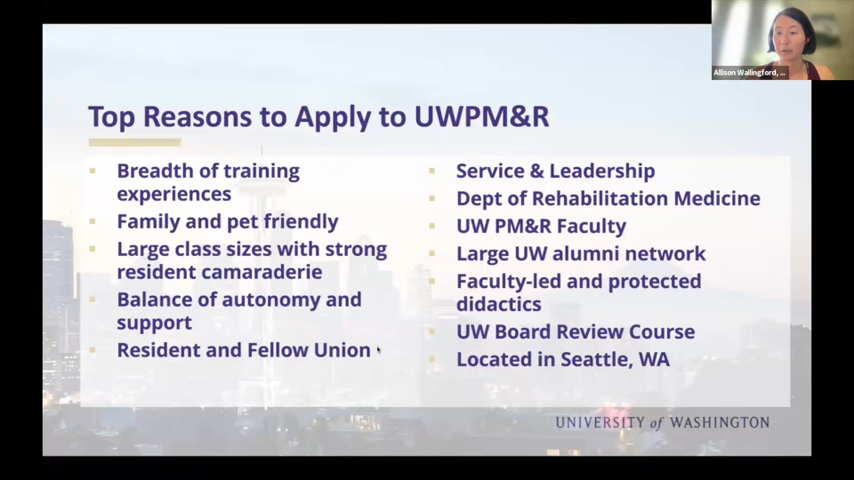 Allison Wallingford, ...
Top Reasons to Apply to UWPM&R
Breadth of training
experiences
Family and pet friendly
Large class sizes with strong
resident camaraderie
Balance of autonomy and
support
Resident and Fellow Union
Service & Leadership
Dept of Rehabilitation Medicine
UW PM&R Faculty
Large UW alumni network
Faculty-led and protected
didactics
UW Board Review Course
Located in Seattle, WA
UNIVERSITY of WASHINGTON